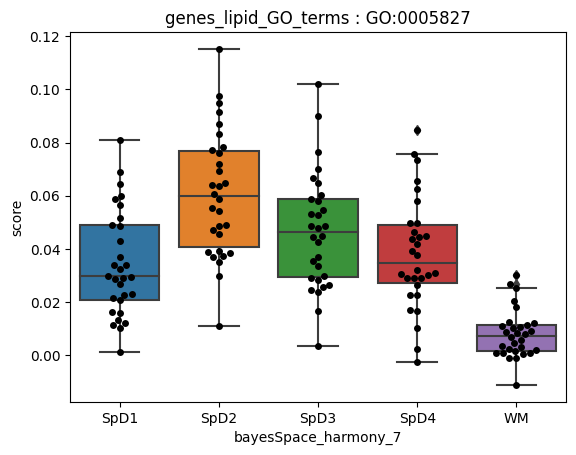 genes_lipid_GO_terms : GO:0005827
0.12
0.10
0.08
0.06
0.04
0.02
0.00
score
SpD1 SpD2 SpD3 SpD4 WM
bayesSpace_harmony_7